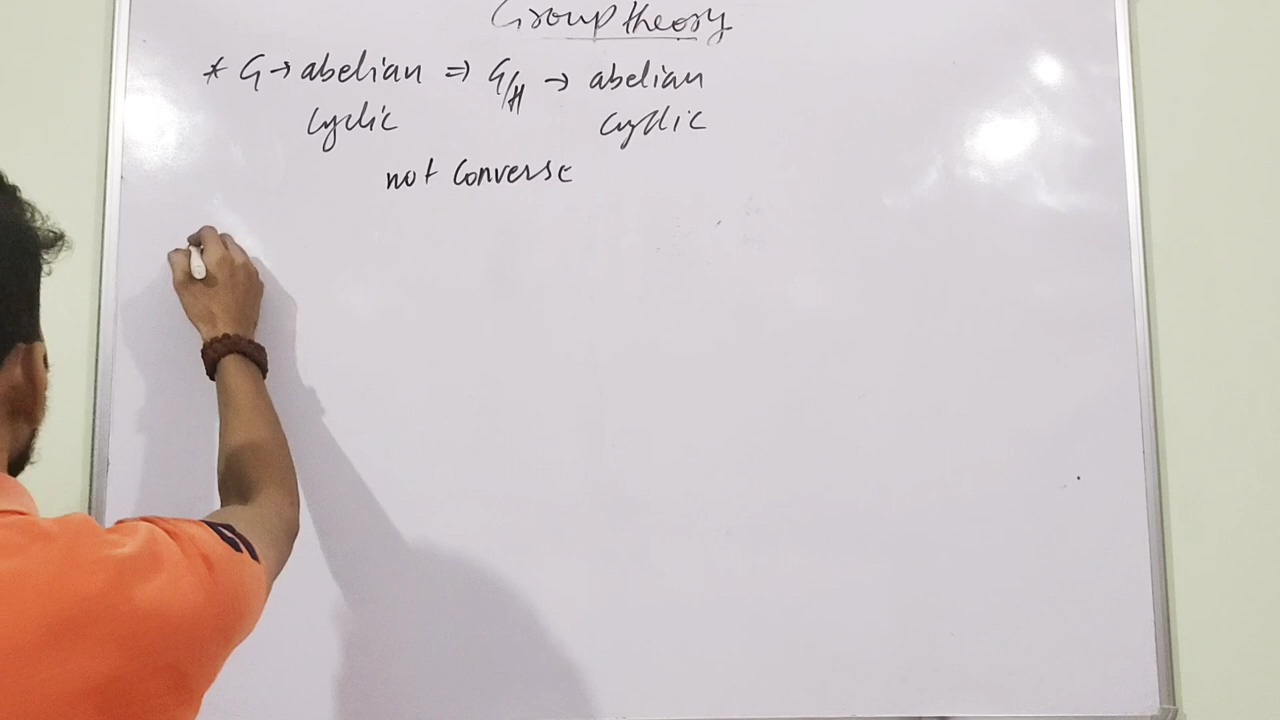 Group theory
* G → abelian ⇒ G/H → abelian
cyclic cyclic
not converse